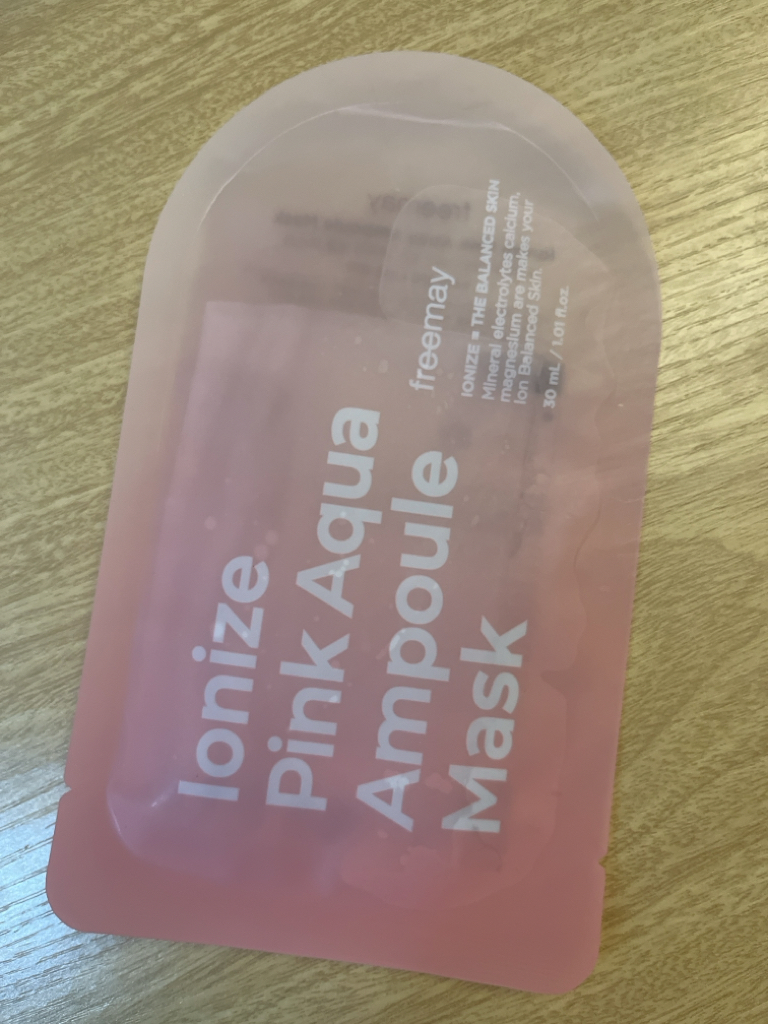 Ionize
Pink Aqua
Ampoule
Mask
freemay
IONIZE = THE BALANCED SKIN
Mineral electrolytes calcium,
magnesium are makes your
Ion Balanced Skin.
30 mL / 1.01 fl.oz.